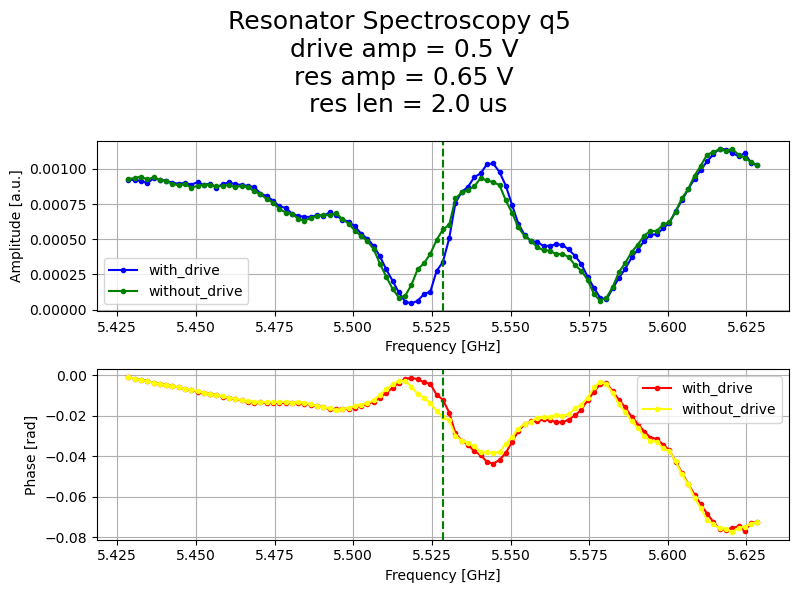 Resonator Spectroscopy q5
drive amp = 0.5 V
res amp = 0.65 V
res len = 2.0 us
Amplitude [a.u.]
0.00100
0.00075
0.00050
0.00025
0.00000
with_drive
without_drive
5.425 5.450 5.475 5.500 5.525 5.550 5.575 5.600 5.625
Frequency [GHz]
Phase [rad]
0.00
−0.02
−0.04
−0.06
−0.08
with_drive
without_drive
5.425 5.450 5.475 5.500 5.525 5.550 5.575 5.600 5.625
Frequency [GHz]